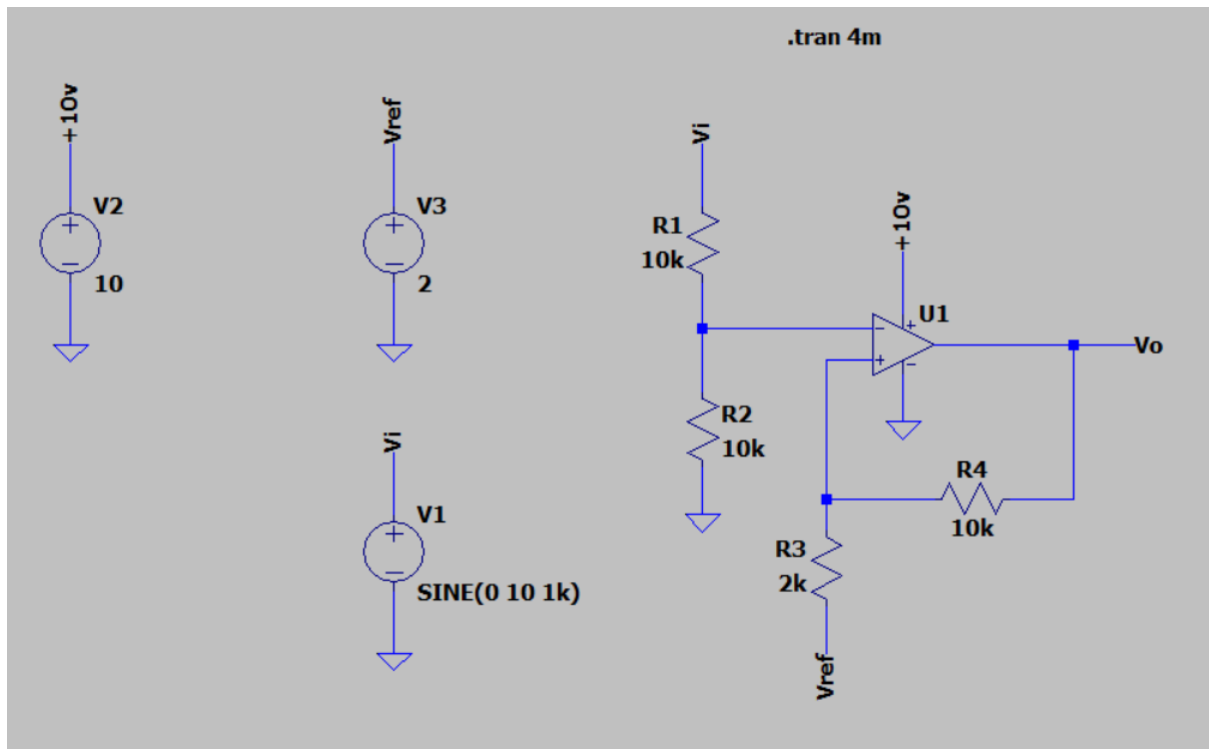 .tran 4m
+10v
V2
10
Vref
V3
2
Vi
V1
SINE(0 10 1k)
Vi
R1
10k
R2
10k
+10v
U1
Vo
R4
10k
R3
2k
Vref